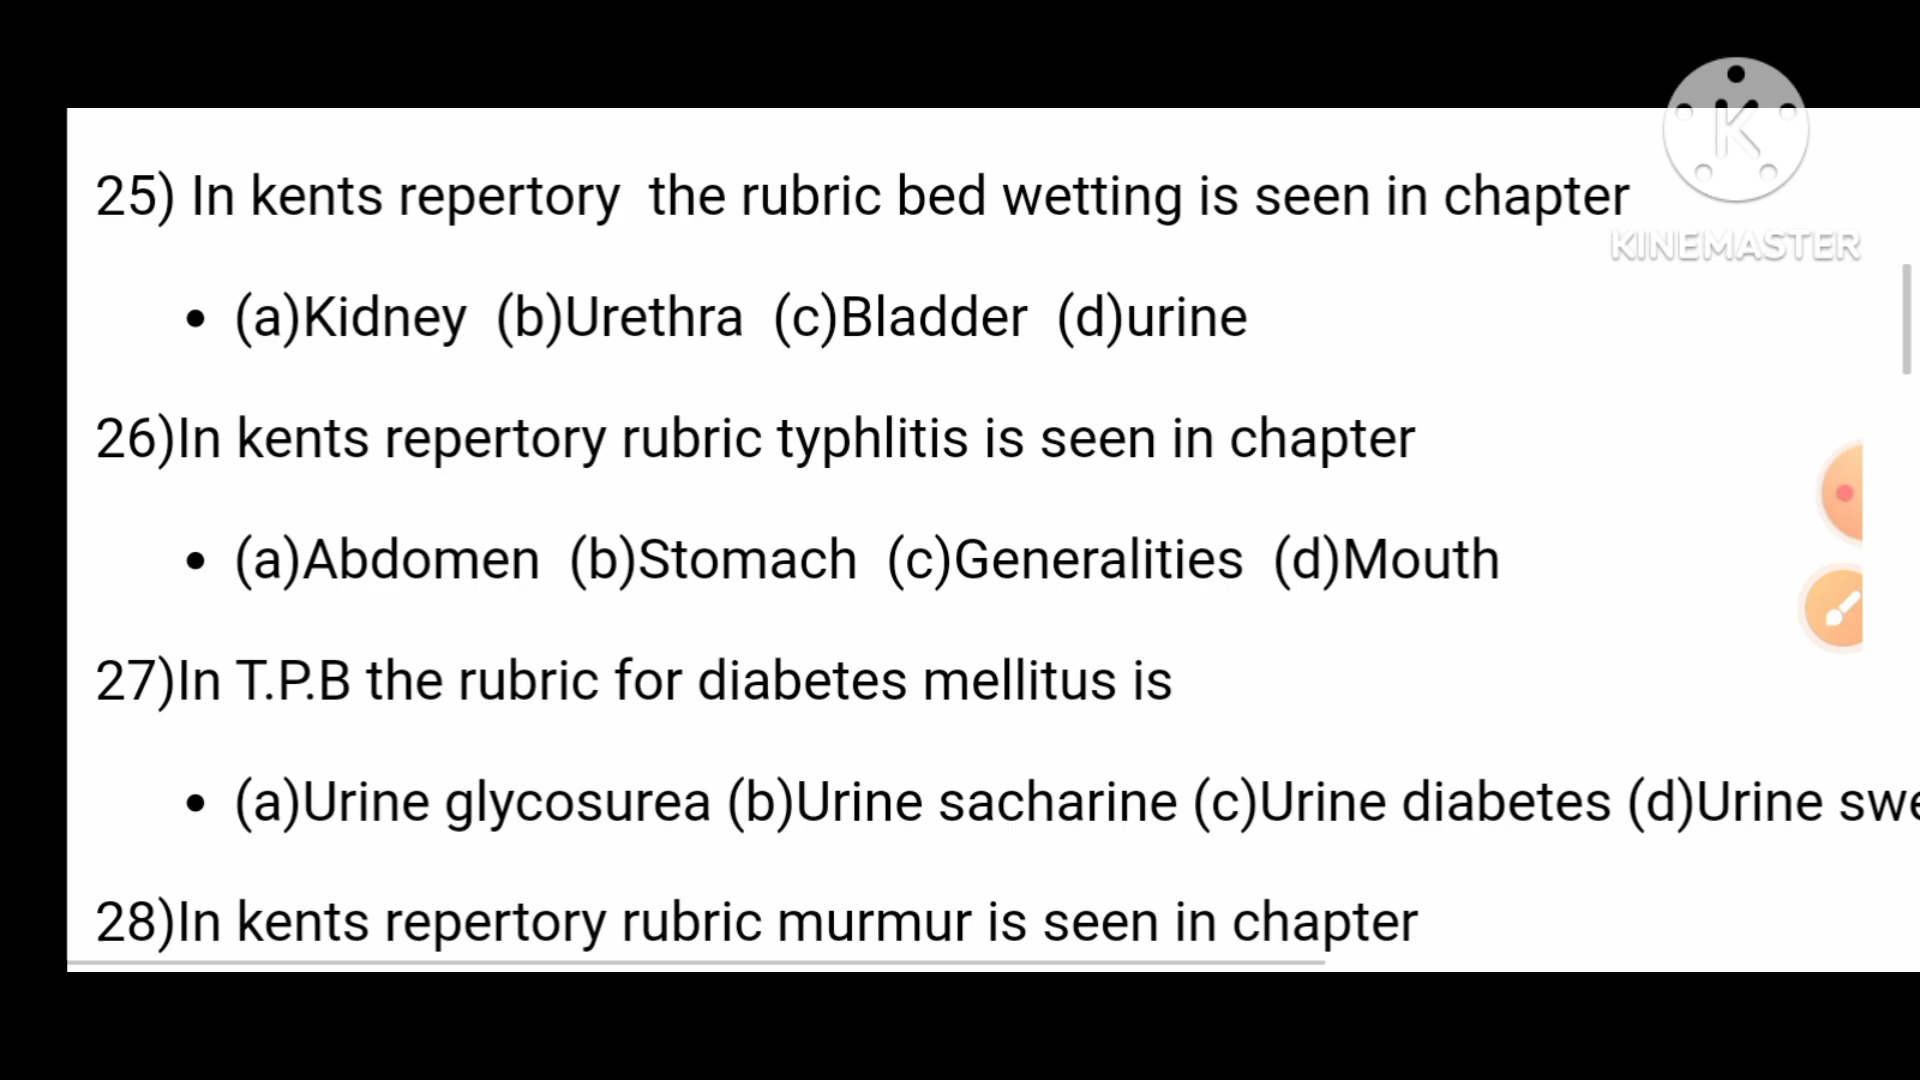 25) In kents repertory the rubric bed wetting is seen in chapter
KINEMASTER
• (a)Kidney (b)Urethra (c)Bladder (d)urine
26)In kents repertory rubric typhlitis is seen in chapter
• (a)Abdomen (b)Stomach (c)Generalities (d)Mouth
27)In T.P.B the rubric for diabetes mellitus is
• (a)Urine glycosurea (b)Urine sacharine (c)Urine diabetes (d)Urine
28)In kents repertory rubric murmur is seen in chapter